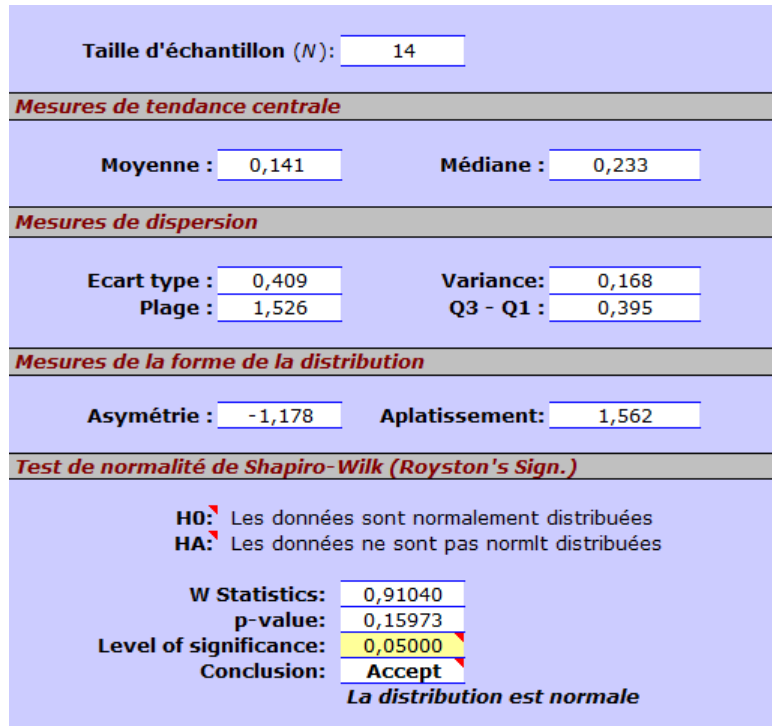 Taille d'échantillon (N): 14
Mesures de tendance centrale
Moyenne : 0,141 Médiane : 0,233
Mesures de dispersion
Ecart type : 0,409 Variance: 0,168
Plage : 1,526 Q3 - Q1 : 0,395
Mesures de la forme de la distribution
Asymétrie : -1,178 Aplatissement: 1,562
Test de normalité de Shapiro-Wilk (Royston's Sign.)
H0: Les données sont normalement distribuées
HA: Les données ne sont pas normlt distribuées
W Statistics: 0,91040
p-value: 0,15973
Level of significance: 0,05000
Conclusion: Accept
La distribution est normale